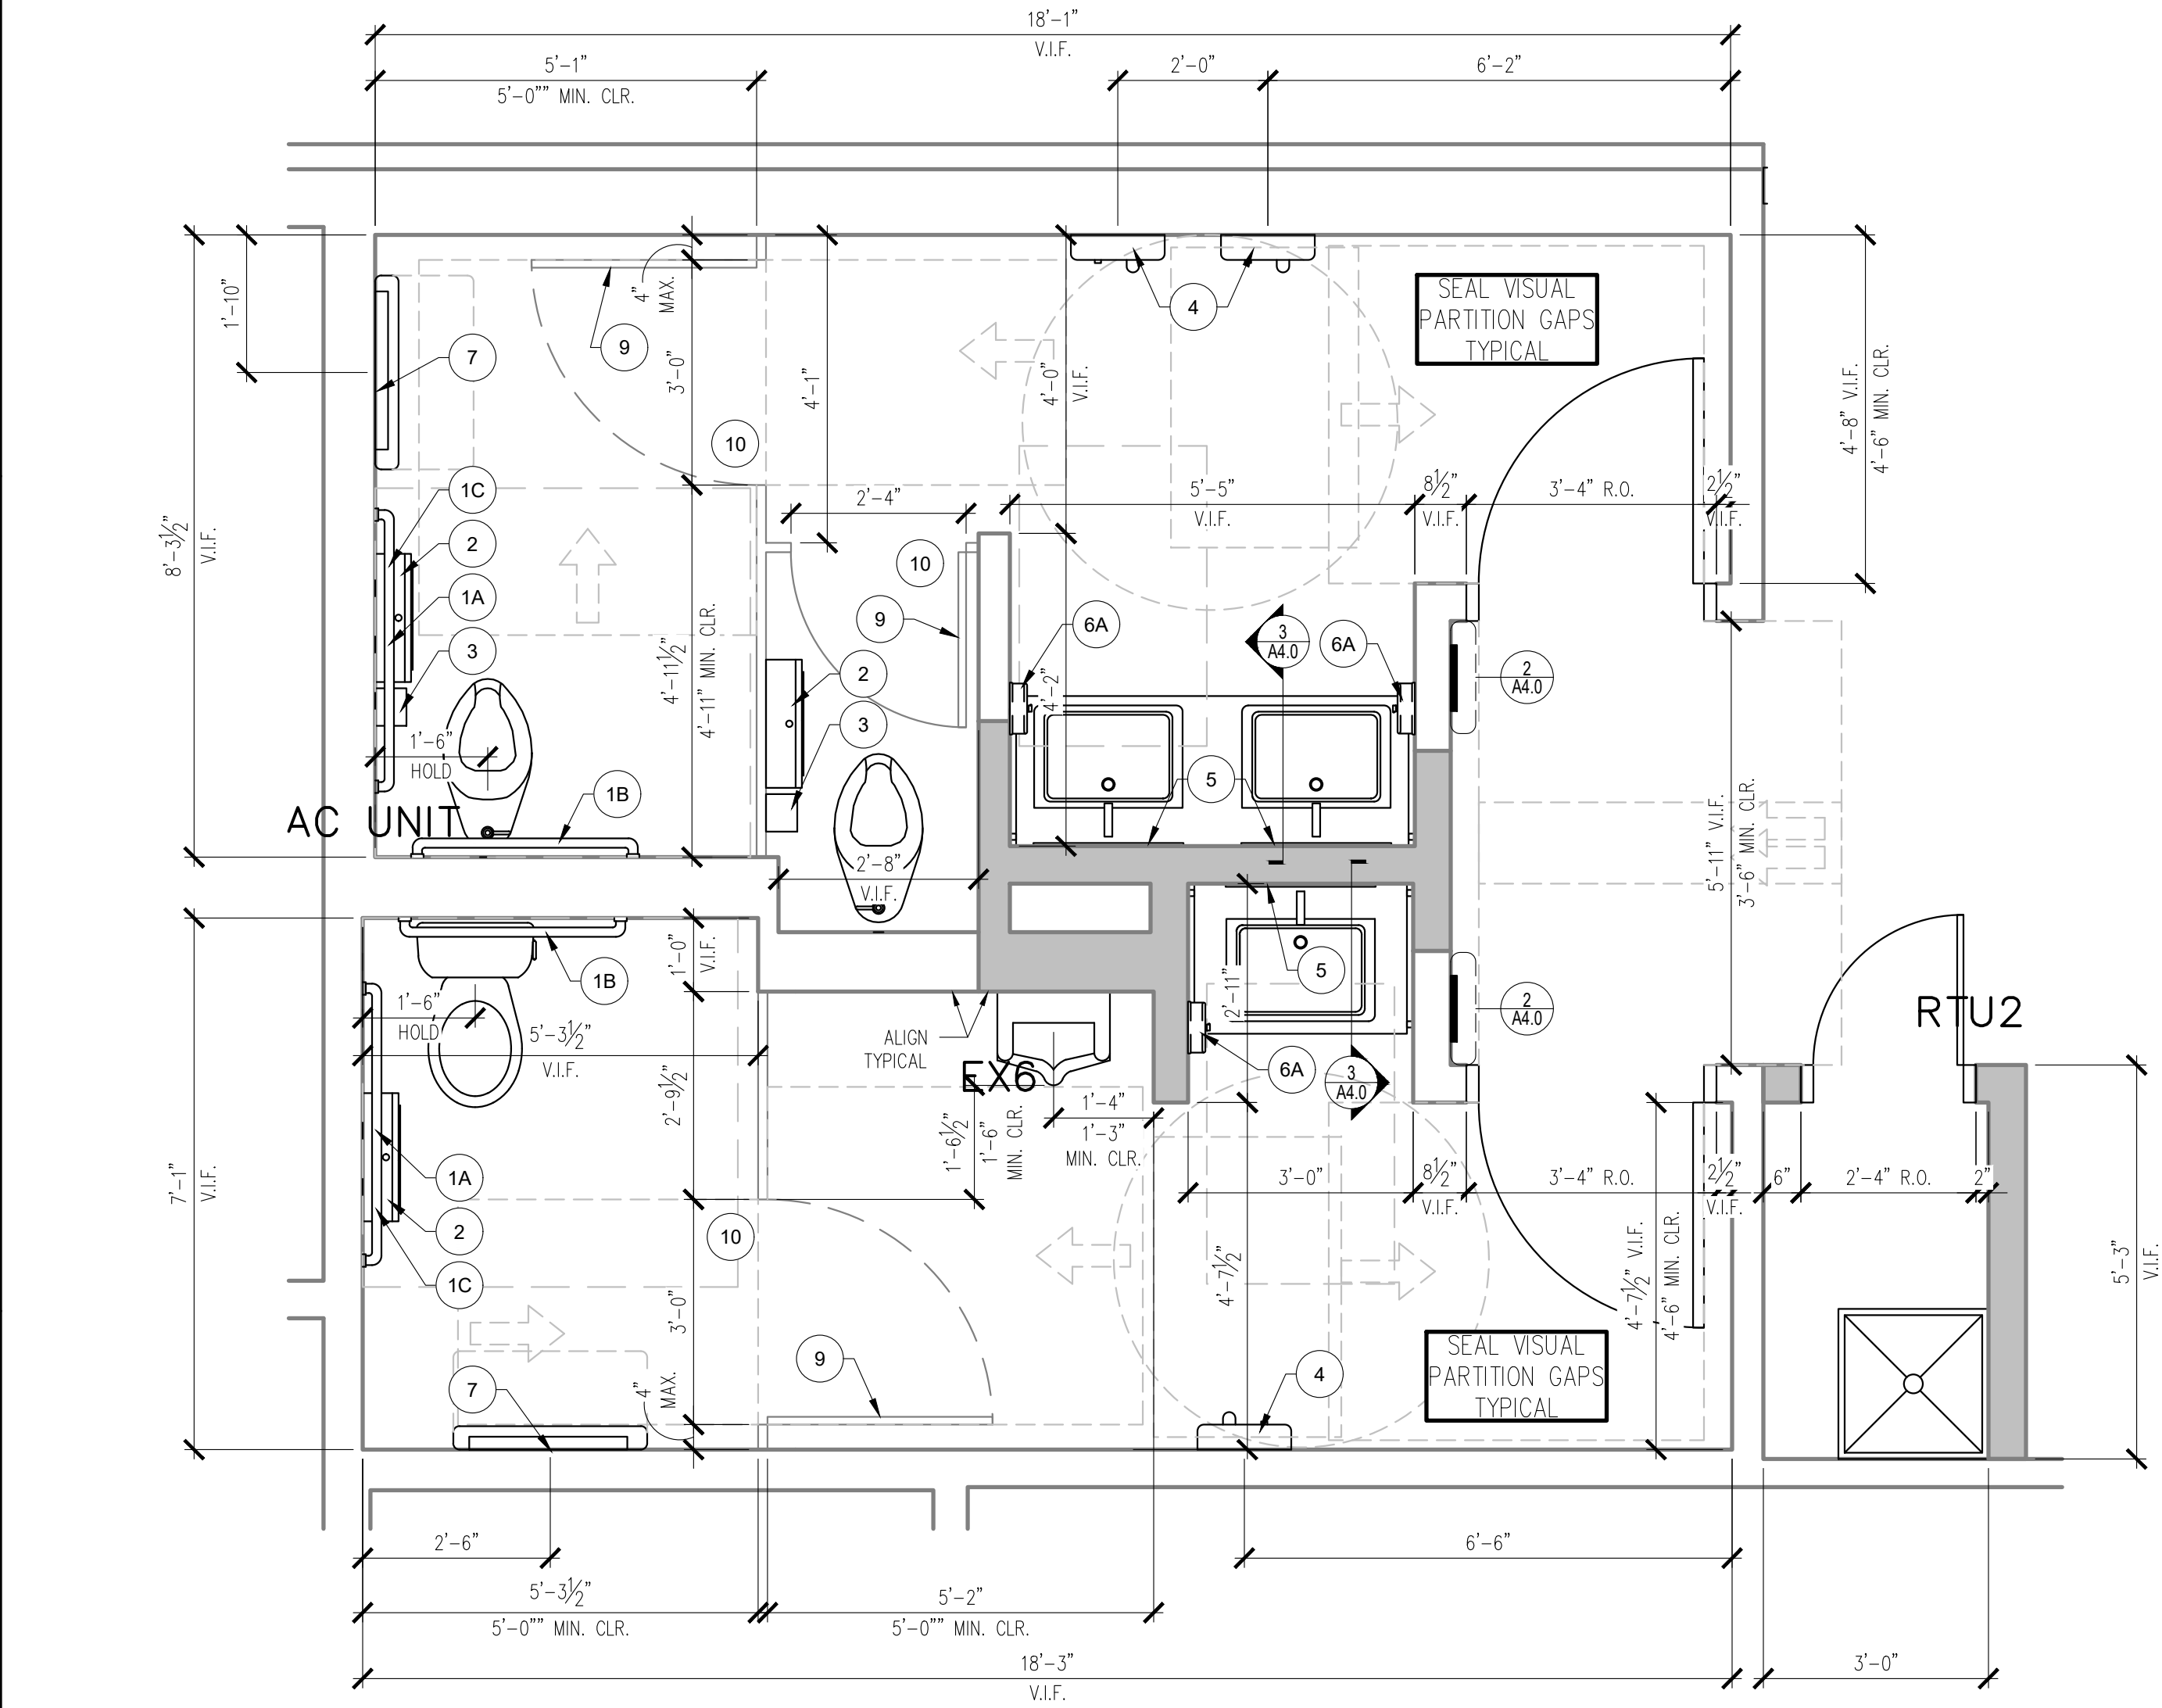 18'-1"
V.I.F.
5'-1"
5'-0"" MIN. CLR.
2'-0"
6'-2"
1'-10"
8'-3½"
V.I.F.
4"
MAX.
3'-0"
4'-1"
4'-0"
V.I.F.
4
SEAL VISUAL
PARTITION GAPS
TYPICAL
4'-8" V.I.F.
4'-6" MIN. CLR.
7
9
10
1C
2
1A
3
2'-4"
10
9
5'-5"
V.I.F.
8½"
V.I.F.
3'-4" R.O.
2½"
V.I.F.
4'-11½"
4'-11" MIN. CLR.
2
3
6A
4'-2"
3
A4.0
6A
2
A4.0
1'-6"
HOLD
1B
AC UNIT
5
2'-8"
V.I.F.
5'-11" V.I.F.
3'-6" MIN. CLR.
1B
1'-0"
V.I.F.
1'-6"
HOLD
5'-3½"
V.I.F.
ALIGN
TYPICAL
EX6
2'-11"
5
6A
3
A4.0
2
A4.0
RTU2
7'-1"
V.I.F.
1A
2
1C
2'-9½"
10
1'-6½"
1'-6"
MIN. CLR.
1'-4"
1'-3"
MIN. CLR.
3'-0"
8½"
V.I.F.
3'-4" R.O.
2½"
V.I.F.
6"
2'-4" R.O.
2"
5'-3"
V.I.F.
3'-0"
4'-7½"
4'-7½" V.I.F.
4'-6" MIN. CLR.
7
4"
MAX.
9
4
SEAL VISUAL
PARTITION GAPS
TYPICAL
2'-6"
6'-6"
5'-3½"
5'-0"" MIN. CLR.
5'-2"
5'-0"" MIN. CLR.
18'-3"
V.I.F.
3'-0"